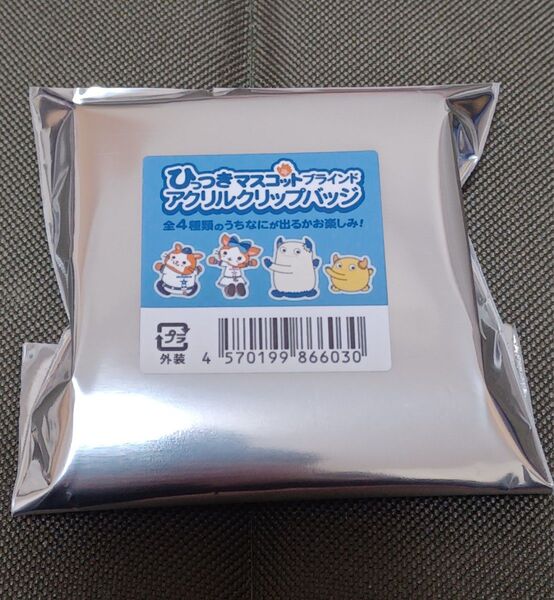 ひっつきマスコットブラインド
アクリルクリップバッジ
全4種類のうちなにが出るかお楽しみ!
プラ
外装
4 570199 866030